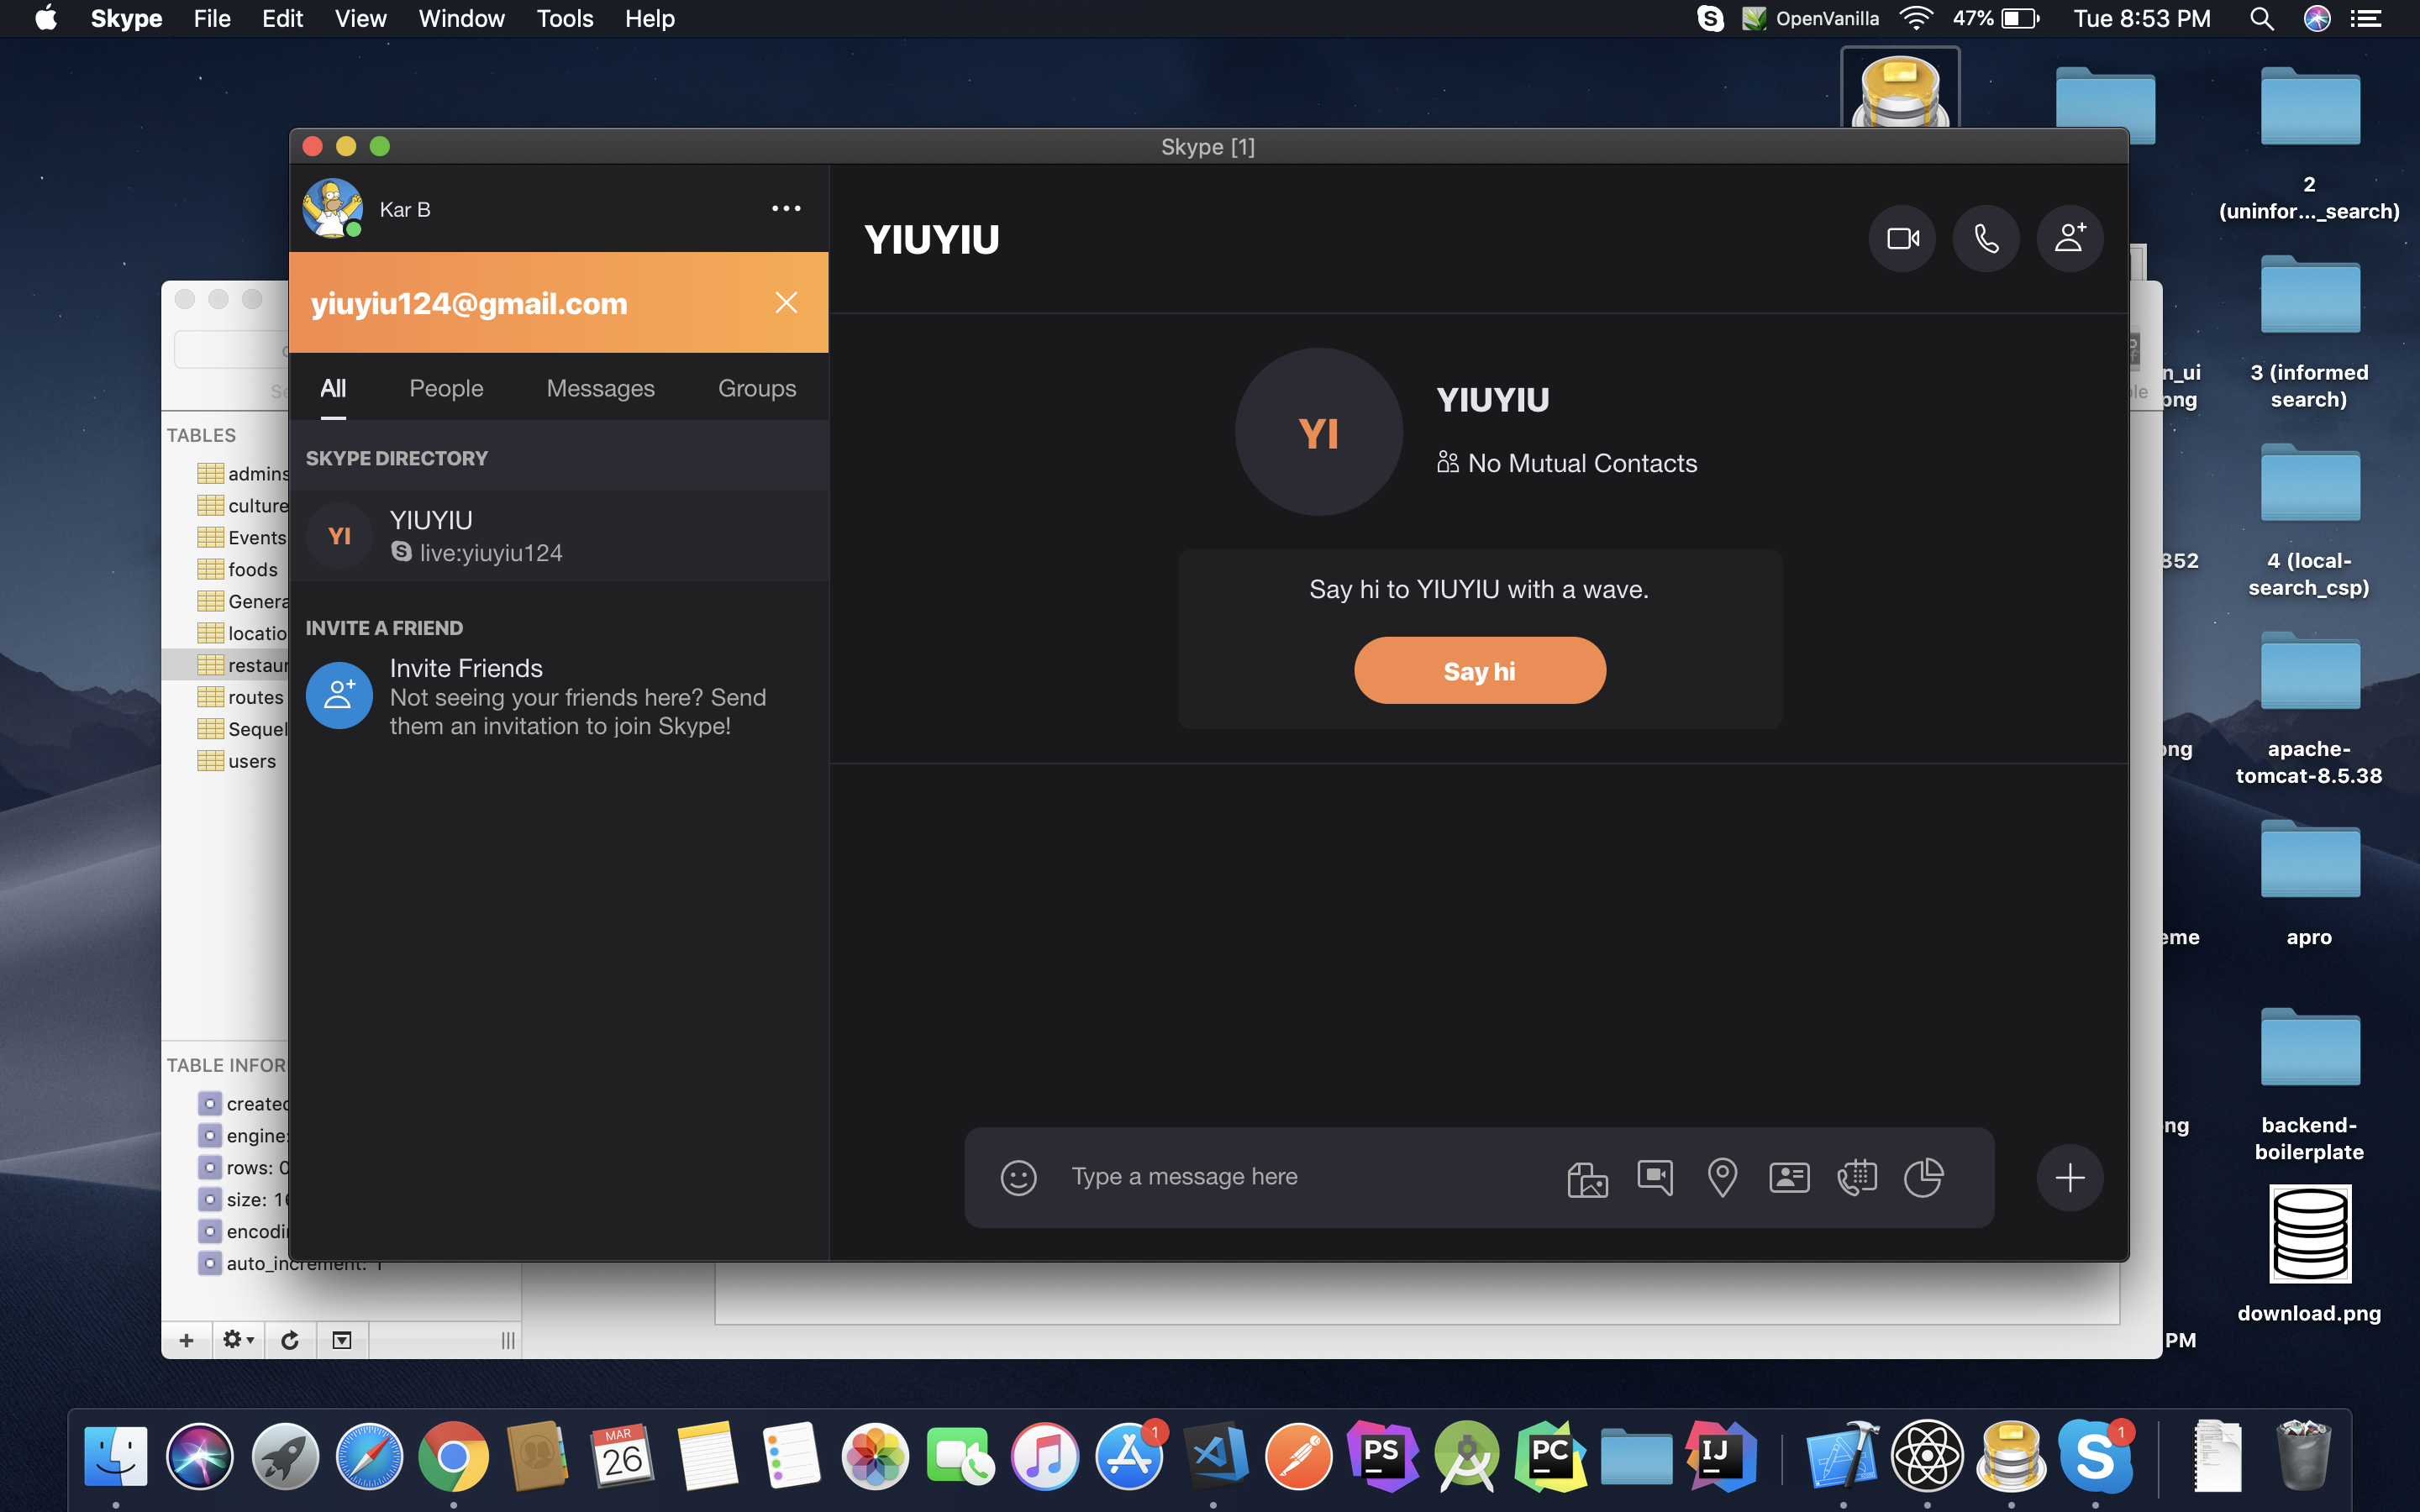 Skype File Edit View Window Tools Help
OpenVanilla 47% Tue 8:53 PM
Skype [1]
Kar B
yiuyiu124@gmail.com
All People Messages Groups
SKYPE DIRECTORY
YI
YIUYIU
live:yiuyiu124
INVITE A FRIEND
Invite Friends
Not seeing your friends here? Send
them an invitation to join Skype!
YIUYIU
YI
YIUYIU
No Mutual Contacts
Say hi to YIUYIU with a wave.
Say hi
Type a message here
TABLES
admins
culture
Events
foods
Genera
locatio
restaur
routes
Sequel
users
TABLE INFOR
created
engine:
rows: 0
size: 16
encodi
auto_increment: 1
2
(uninfor..._search)
n_ui
png
3 (informed
search)
352
4 (local-
search_csp)
png
apache-
tomcat-8.5.38
eme
apro
ng
backend-
boilerplate
download.png
PM
MAR
26
1
PS
PC
IJ
1